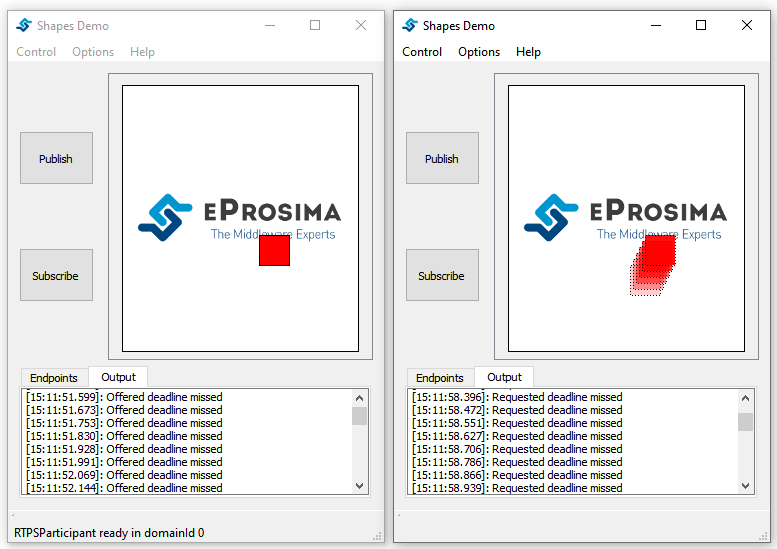 Shapes Demo
Control Options Help
Publish
EPROSIMA
The Middleware Experts
Subscribe
Endpoints Output
[15:11:51.599]: Offered deadline missed
[15:11:51.673]: Offered deadline missed
[15:11:51.753]: Offered deadline missed
[15:11:51.830]: Offered deadline missed
[15:11:51.928]: Offered deadline missed
[15:11:51.991]: Offered deadline missed
[15:11:52.069]: Offered deadline missed
[15:11:52.144]: Offered deadline missed
RTPSParticipant ready in domainId 0
Shapes Demo
Control Options Help
Publish
EPROSIMA
The Middleware Experts
Subscribe
Endpoints Output
[15:11:58.396]: Requested deadline missed
[15:11:58.472]: Requested deadline missed
[15:11:58.551]: Requested deadline missed
[15:11:58.627]: Requested deadline missed
[15:11:58.706]: Requested deadline missed
[15:11:58.786]: Requested deadline missed
[15:11:58.866]: Requested deadline missed
[15:11:58.939]: Requested deadline missed